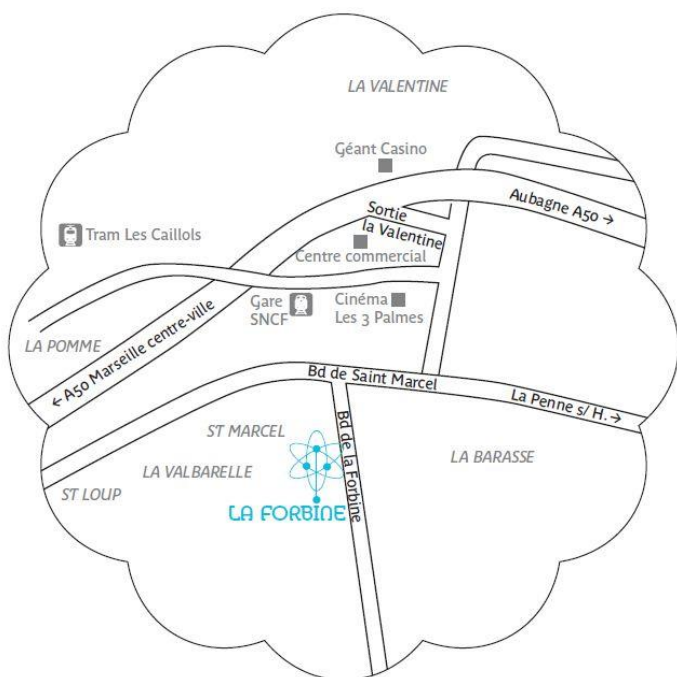 LA VALENTINE
Géant Casino
Aubagne A50 →
Sortie
la Valentine
Tram Les Caillols
Centre commercial
Gare
SNCF
Cinéma
Les 3 Palmes
← A50 Marseille centre-ville
LA POMME
Bd de Saint Marcel
La Penne s/ H. →
ST MARCEL
Bd de la Forbine
LA BARASSE
LA VALBARELLE
ST LOUP
LA FORBINE